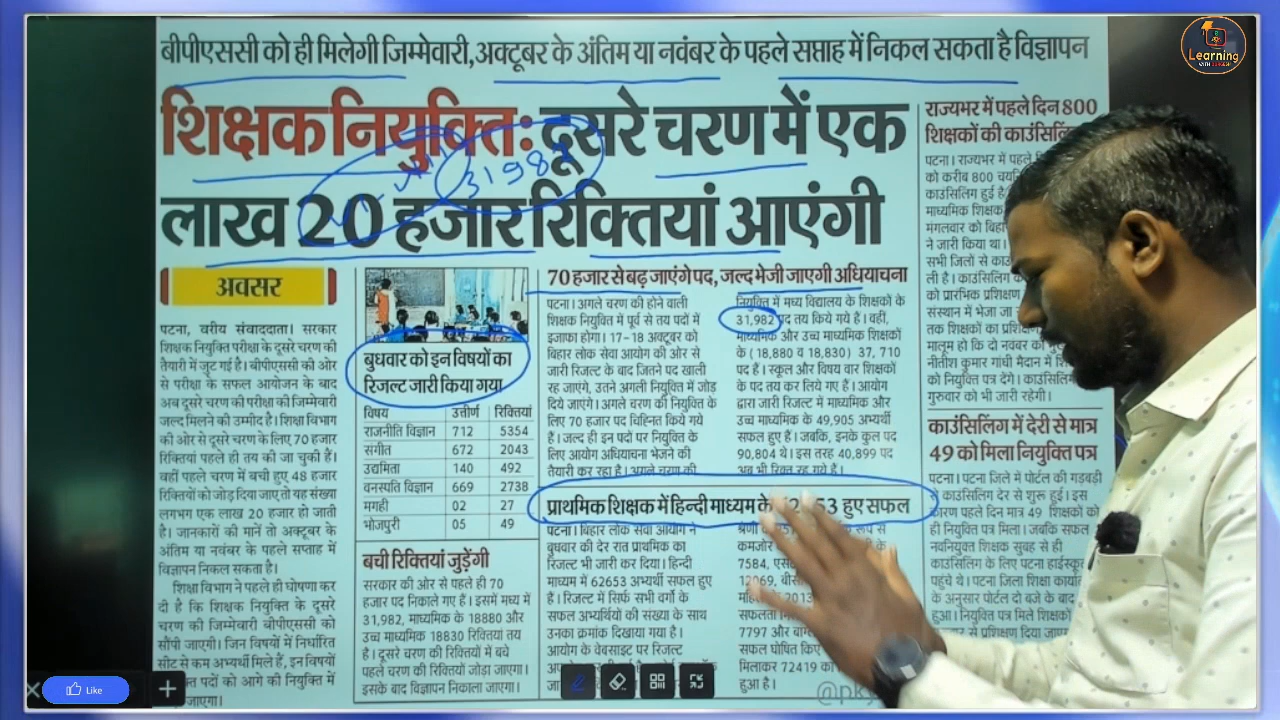 बीपीएससी को ही मिलेगी जिम्मेवारी,अक्टूबर के अंतिम या नवंबर के पहले सप्ताह में निकल सकता है विज्ञापन
शिक्षक नियुक्ति: दूसरे चरण में एक
लाख 20 हजार रिक्तियां आएंगी
अवसर
पटना, वरीय संवाददाता। सरकार
शिक्षक नियुक्ति परीक्षा के दूसरे चरण की
तैयारी में जुट गई है। बीपीएससी की ओर
से परीक्षा के सफल आयोजन के बाद
अब दूसरे चरण की परीक्षा की जिम्मेवारी
जल्द मिलने की उम्मीद है। शिक्षा विभाग
की ओर से दूसरे चरण के लिए 70 हजार
रिक्तियां पहले ही तय की जा चुकी हैं।
वहीं पहले चरण में बची हुए 48 हजार
रिक्तियों को जोड़ दिया जाए तो यह संख्या
लगभग एक लाख 20 हजार हो जाती
है। जानकारों की मानें तो अक्टूबर के
अंतिम या नवंबर के पहले सप्ताह में
विज्ञापन निकल सकता है।
शिक्षा विभाग ने पहले ही घोषणा कर
दी है कि शिक्षक नियुक्ति के दूसरे
चरण की जिम्मेवारी बीपीएससी को
सौंपी जाएगी। जिन विषयों में निर्धारित
सीट से कम अभ्यर्थी मिले हैं, इन विषयों
पदों को आगे की नियुक्ति में
जाएगा।
बुधवार को इन विषयों का
रिजल्ट जारी किया गया
विषय उत्तीर्ण रिक्तियां
राजनीति विज्ञान 712 5354
संगीत 672 2043
उद्यमिता 140 492
वनस्पति विज्ञान 669 2738
मगही 02 27
भोजपुरी 05 49
बची रिक्तियां जुड़ेंगी
सरकार की ओर से पहले ही 70
हजार पद निकाले गए हैं। इसमें मध्य में
31,982, माध्यमिक के 18880 और
उच्च माध्यमिक 18830 रिक्तियां तय
है। दूसरे चरण की रिक्तियों में बचे
पहले चरण की रिक्तियों जोड़ा जाएगा।
इसके बाद विज्ञापन निकाला जाएगा।
70 हजार से बढ़ जाएंगे पद, जल्द भेजी जाएगी अधियाचना
पटना। अगले चरण की होने वाली
शिक्षक नियुक्ति में पूर्व से तय पदों में
इजाफा होगा। 17-18 अक्टूबर को
बिहार लोक सेवा आयोग की ओर से
जारी रिजल्ट के बाद जितने पद खाली
रह जाएंगे, उतने अगली नियुक्ति में जोड़
दिये जाएंगे। अगले चरण की नियुक्ति के
लिए 70 हजार पद चिह्नित किये गये
हैं। जल्द ही इन पदों पर नियुक्ति के
लिए आयोग अधियाचना भेजने की
तैयारी कर रहा है। अगले चरण की
नियुक्ति में मध्य विद्यालय के शिक्षकों के
31,982 पद तय किये गये हैं। वहीं,
माध्यमिक और उच्च माध्यमिक शिक्षकों
के (18,880 व 18,830) 37, 710
पद है। स्कूल और विषय वार शिक्षकों
के पद तय कर लिए गये हैं। आयोग
द्वारा जारी रिजल्ट में माध्यमिक और
उच्च माध्यमिक के 49,905 अभ्यर्थी
सफल हुए हैं। जबकि, इनके कुल पद
90,804 थे। इस तरह 40,899 पद
अब भी रिक्त रह गये हैं।
प्राथमिक शिक्षक में हिन्दी माध्यम के हुए सफल
पटना। बिहार लोक सेवा आयोग ने
बुधवार की देर रात प्राथमिक का
रिजल्ट भी जारी कर दिया। हिन्दी
माध्यम में 62653 अभ्यर्थी सफल हुए
हैं। रिजल्ट में सिर्फ सभी वर्गों के
सफल अभ्यर्थियों की संख्या के साथ
उनका क्रमांक दिखाया गया है।
आयोग के वेबसाइट पर रिजल्ट
रूप से
कमजोर के
7584,
12069,
2013
सफलता
7797 और
सफल घोषित किए
मिलाकर 72419 का
हुआ है।
राज्यभर में पहले दिन 800
शिक्षकों की
पटना। राज्यभर में पहले
को करीब 800
काउंसिलिंग हुई
माध्यमिक शिक्षक
मंगलवार को
ने जारी किया था।
सभी जिलों से
ली है। काउंसिलिंग
को प्रारंभिक प्रशिक्षण
संस्थान में भेजा जा
तक शिक्षकों का
मालूम हो कि दो नवंबर को
नीतीश कुमार गांधी मैदान में
को नियुक्ति पत्र देंगे।
गुरुवार को भी जारी रहेगी।
काउंसिलिंग में देरी से मात्र
49 को मिला नियुक्ति पत्र
पटना। पटना जिला में पोर्टल की गड़बड़ी
काउंसिलिंग देर से शुरू हुई। इस
कारण पहले दिन मात्र 49 शिक्षकों को
ही नियुक्ति पत्र मिला। जबकि सफल
नवनियुक्त शिक्षक सुबह से ही
काउंसिलिंग के लिए पटना
पहुंचे थे। पटना जिला शिक्षा
के अनुसार पोर्टल दो बजे के
हुआ। नियुक्ति पत्र मिले
से प्रशिक्षण दिया
31982
Learning
Like